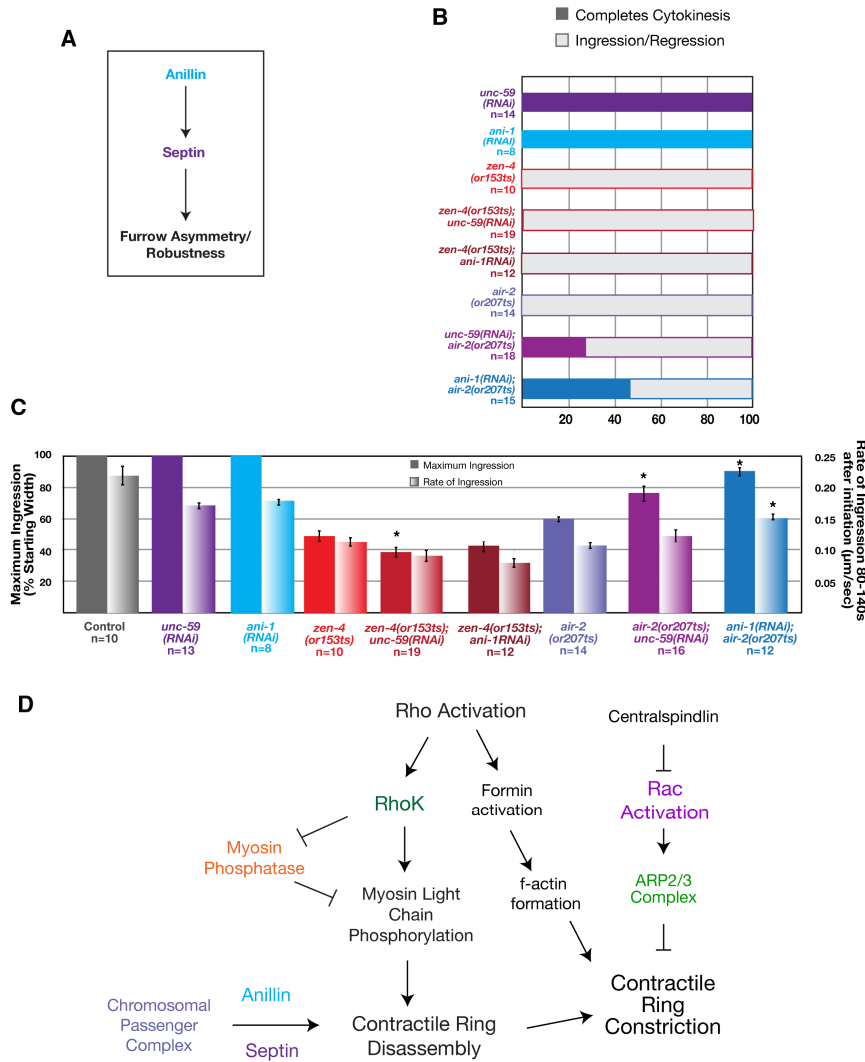 A
Anillin
Septin
Furrow Asymmetry/
Robustness
B
Completes Cytokinesis
Ingression/Regression
unc-59
(RNAi)
n=14
ani-1
(RNAI)
n=8
zen-4
(or153ts)
n=10
zen-4(or153ts);
unc-59(RNAi)
n=19
zen-4(or153ts);
ani-1RNAi)
n=12
air-2
(or207ts)
n=14
unc-59(RNAi);
air-2(or207ts)
n=18
ani-1(RNAi);
air-2(or207ts)
n=15
20 40 60 80 100
C
Maximum Ingression
(% Starting Width)
100
80
60
40
20
Maximum Ingression
Rate of Ingression
* * * *
0.25
0.20
0.15
0.10
0.05
Rate of Ingression 80-140s
after initiation (µm/sec)
Control
n=10
unc-59
(RNAi)
n=13
ani-1
(RNAi)
n=8
zen-4
(or153ts)
n=10
zen-4(or153ts);
unc-59(RNAi)
n=19
zen-4(or153ts);
ani-1RNAi)
n=12
air-2
(or207ts)
n=14
air-2(or207ts);
unc-59(RNAi)
n=16
ani-1(RNAi);
air-2(or207ts)
n=12
D
Rho Activation
Centralspindlin
RhoK
Formin
activation
Rac
Activation
Myosin
Phosphatase
Myosin Light
Chain
Phosphorylation
f-actin
formation
ARP2/3
Complex
Chromosomal
Passenger
Complex
Anillin
Septin
Contractile Ring
Disassembly
Contractile
Ring
Constriction